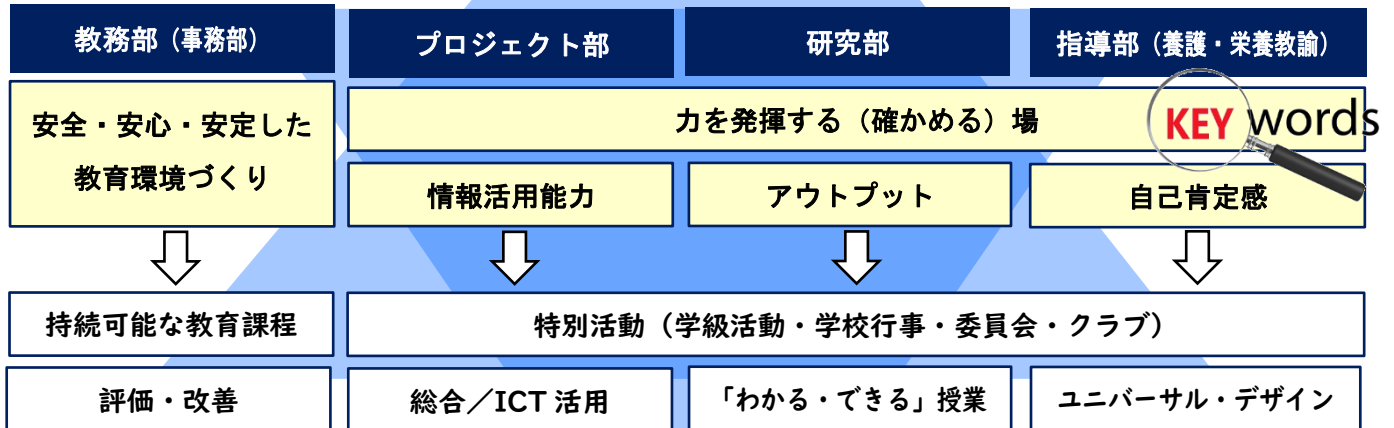 教務部（事務部）
プロジェクト部
研究部
指導部（養護・栄養教諭）
安全・安心・安定した
教育環境づくり
力を発揮する（確かめる）場
KEY words
情報活用能力
アウトプット
自己肯定感
持続可能な教育課程
特別活動（学級活動・学校行事・委員会・クラブ）
評価・改善
総合／ICT 活用
「わかる・できる」授業
ユニバーサル・デザイン